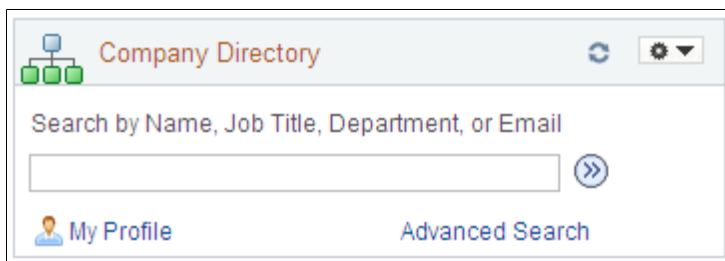 Company Directory
Search by Name, Job Title, Department, or Email
My Profile
Advanced Search